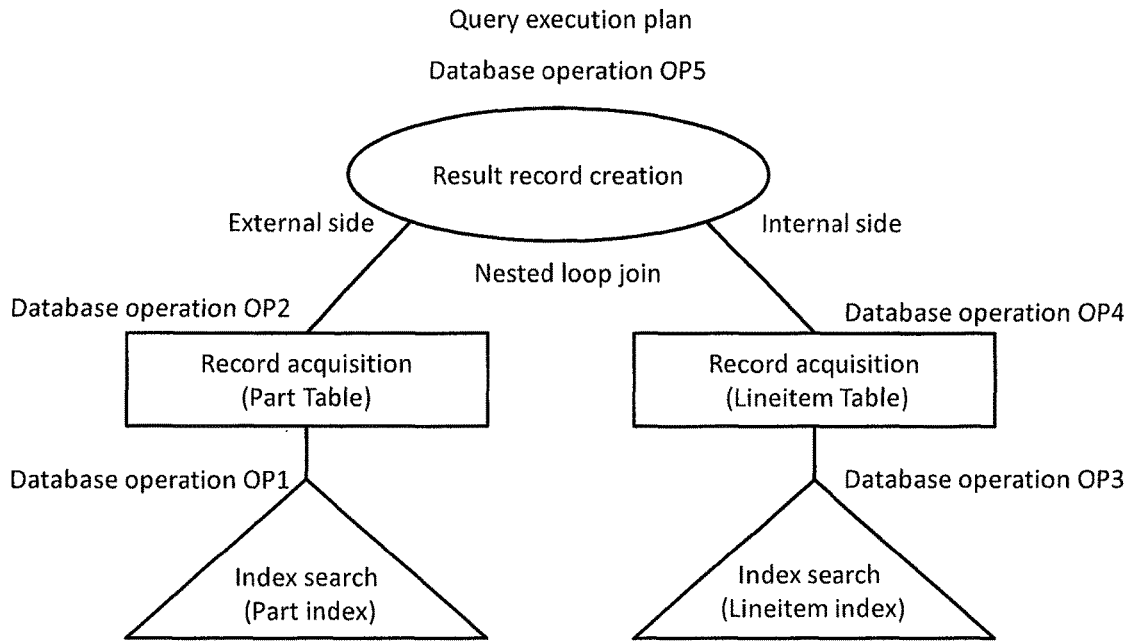 Query execution plan
Database operation OP5
Result record creation
External side
Internal side
Nested loop join
Database operation OP2
Database operation OP4
Record acquisition
(Part Table)
Record acquisition
(Lineitem Table)
Database operation OP1
Database operation OP3
Index search
(Part index)
Index search
(Lineitem index)